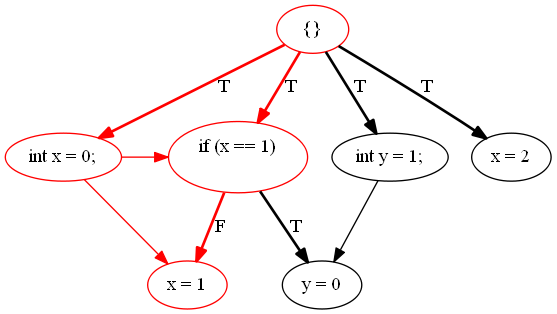 {}
T
T
T
T
int x = 0;
if (x == 1)
int y = 1;
x = 2
F
T
x = 1
y = 0